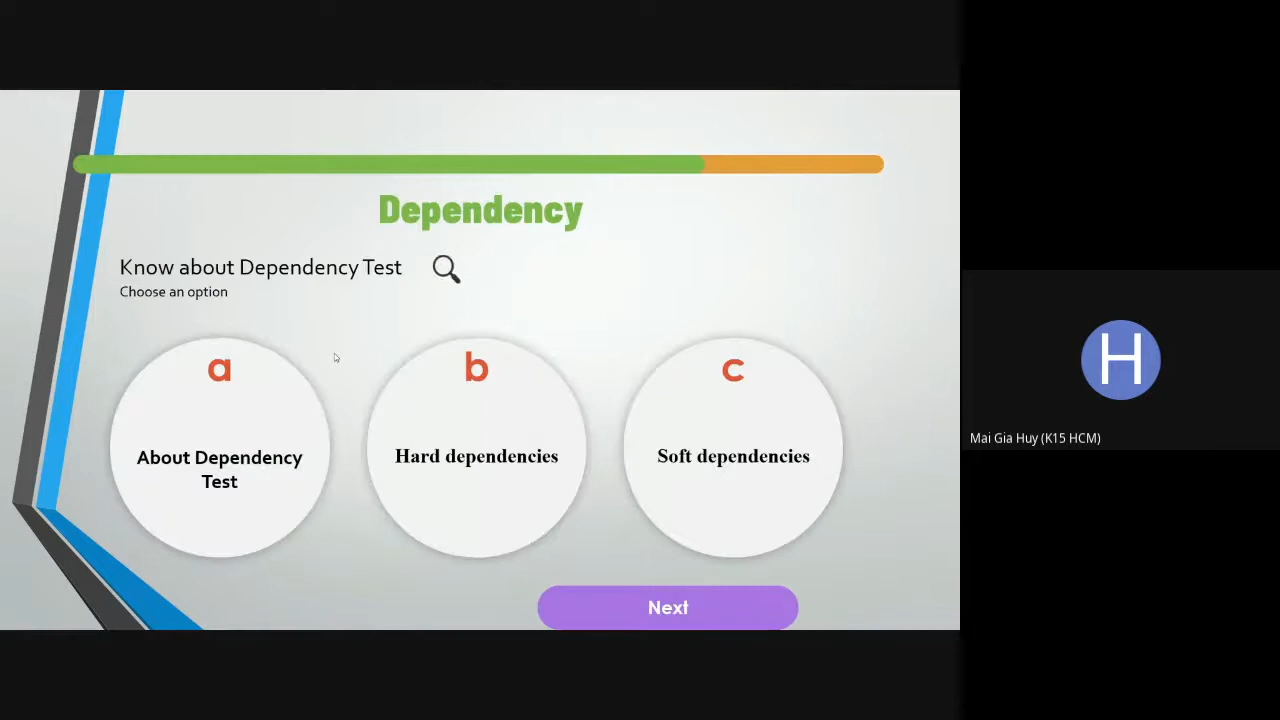 Dependency
Know about Dependency Test
Choose an option
a
About Dependency
Test
b
Hard dependencies
c
Soft dependencies
Next
H
Mai Gia Huy (K15 HCM)